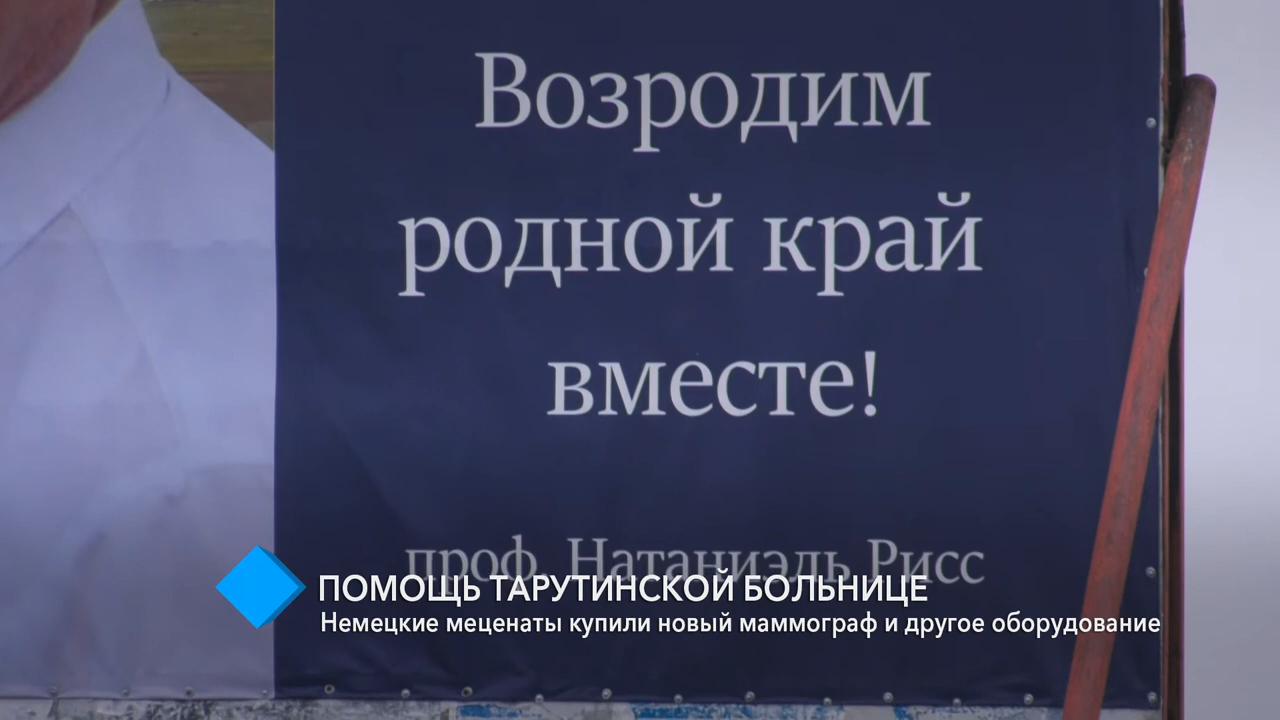 Возродим
родной край
вместе!
проф. Натаниэль Рисс
ПОМОЩЬ ТАРУТИНСКОЙ БОЛЬНИЦЕ
Немецкие меценаты купили новый маммограф и другое оборудование